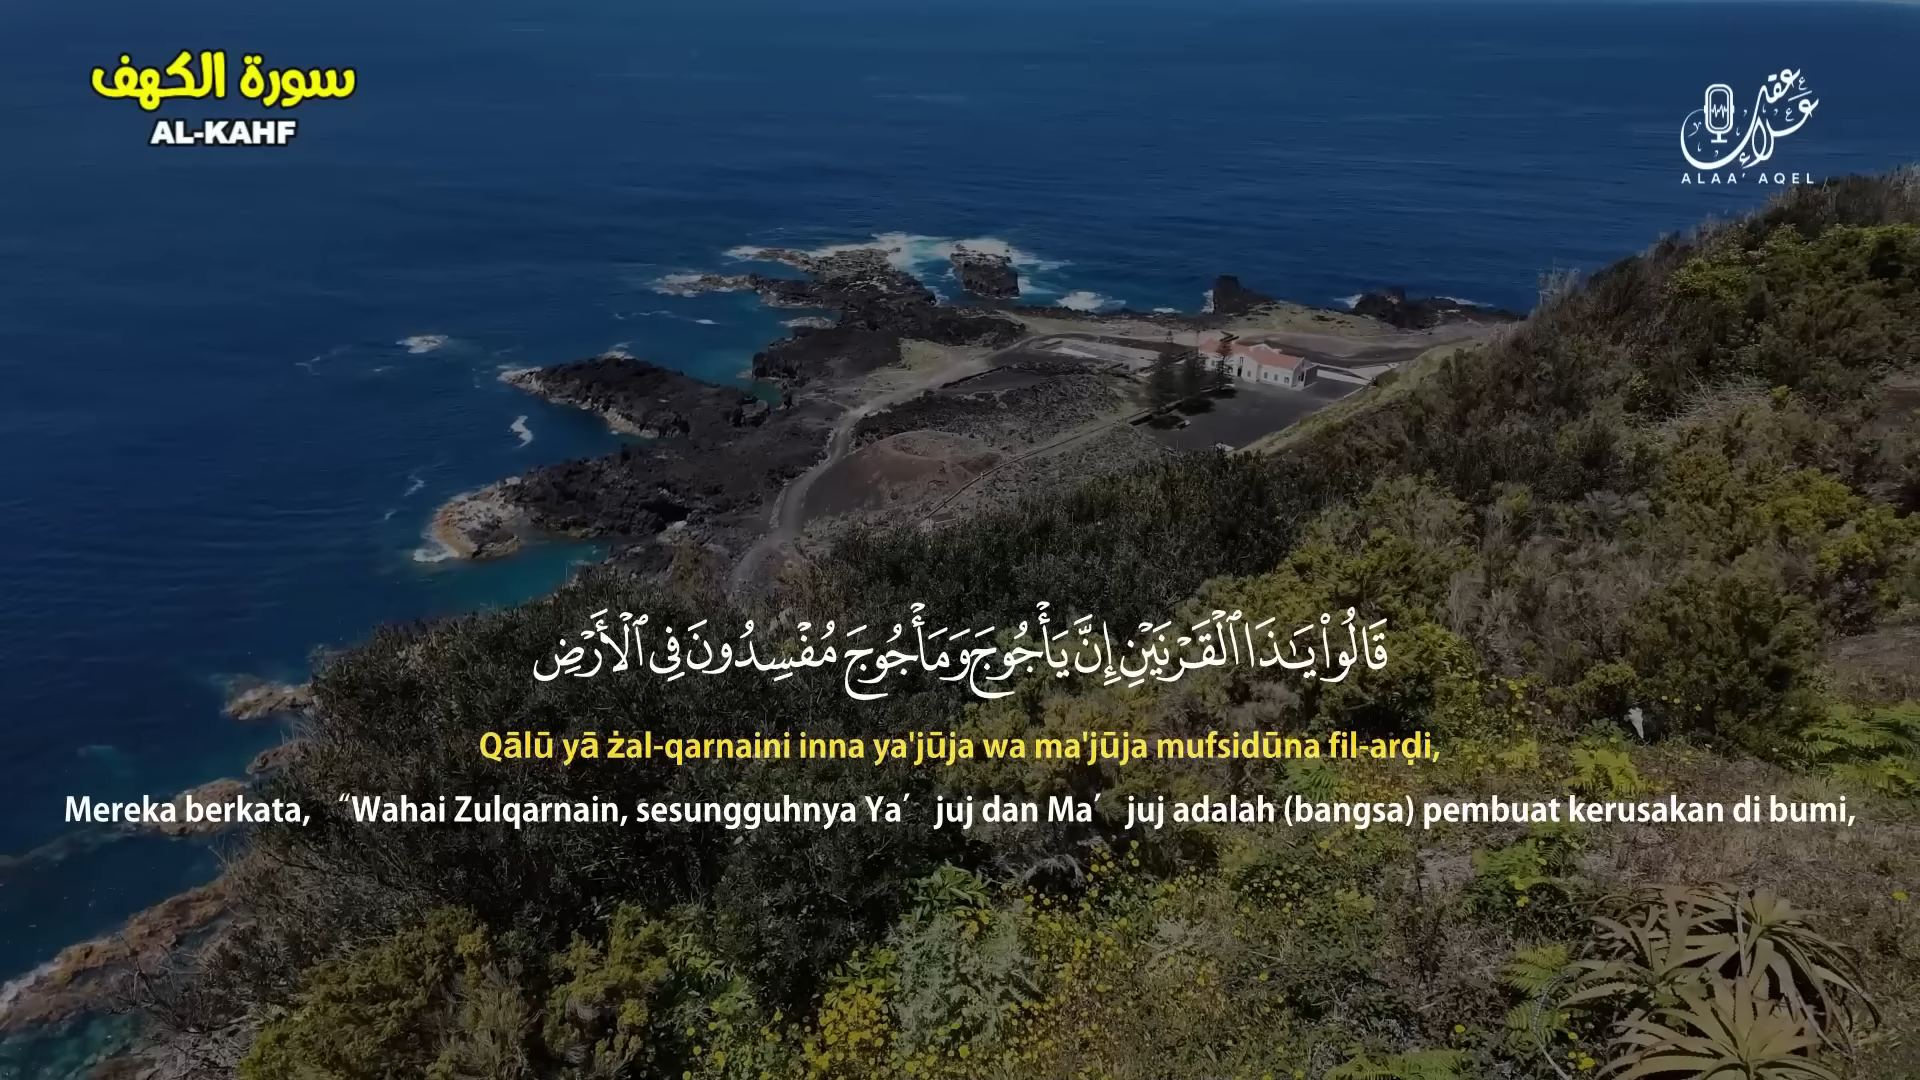 سورة الكهف
AL-KAHF
علاء عقل
ALAA' AQEL
قَالُوا۟ يَـٰذَا ٱلْقَرْنَيْنِ إِنَّ يَأْجُوجَ وَمَأْجُوجَ مُفْسِدُونَ فِى ٱلْأَرْضِ
Qālū yā żal-qarnaini inna ya'jūja wa ma'jūja mufsidūna fil-arḍi,
Mereka berkata, “Wahai Zulqarnain, sesungguhnya Ya’juj dan Ma’juj adalah (bangsa) pembuat kerusakan di bumi,